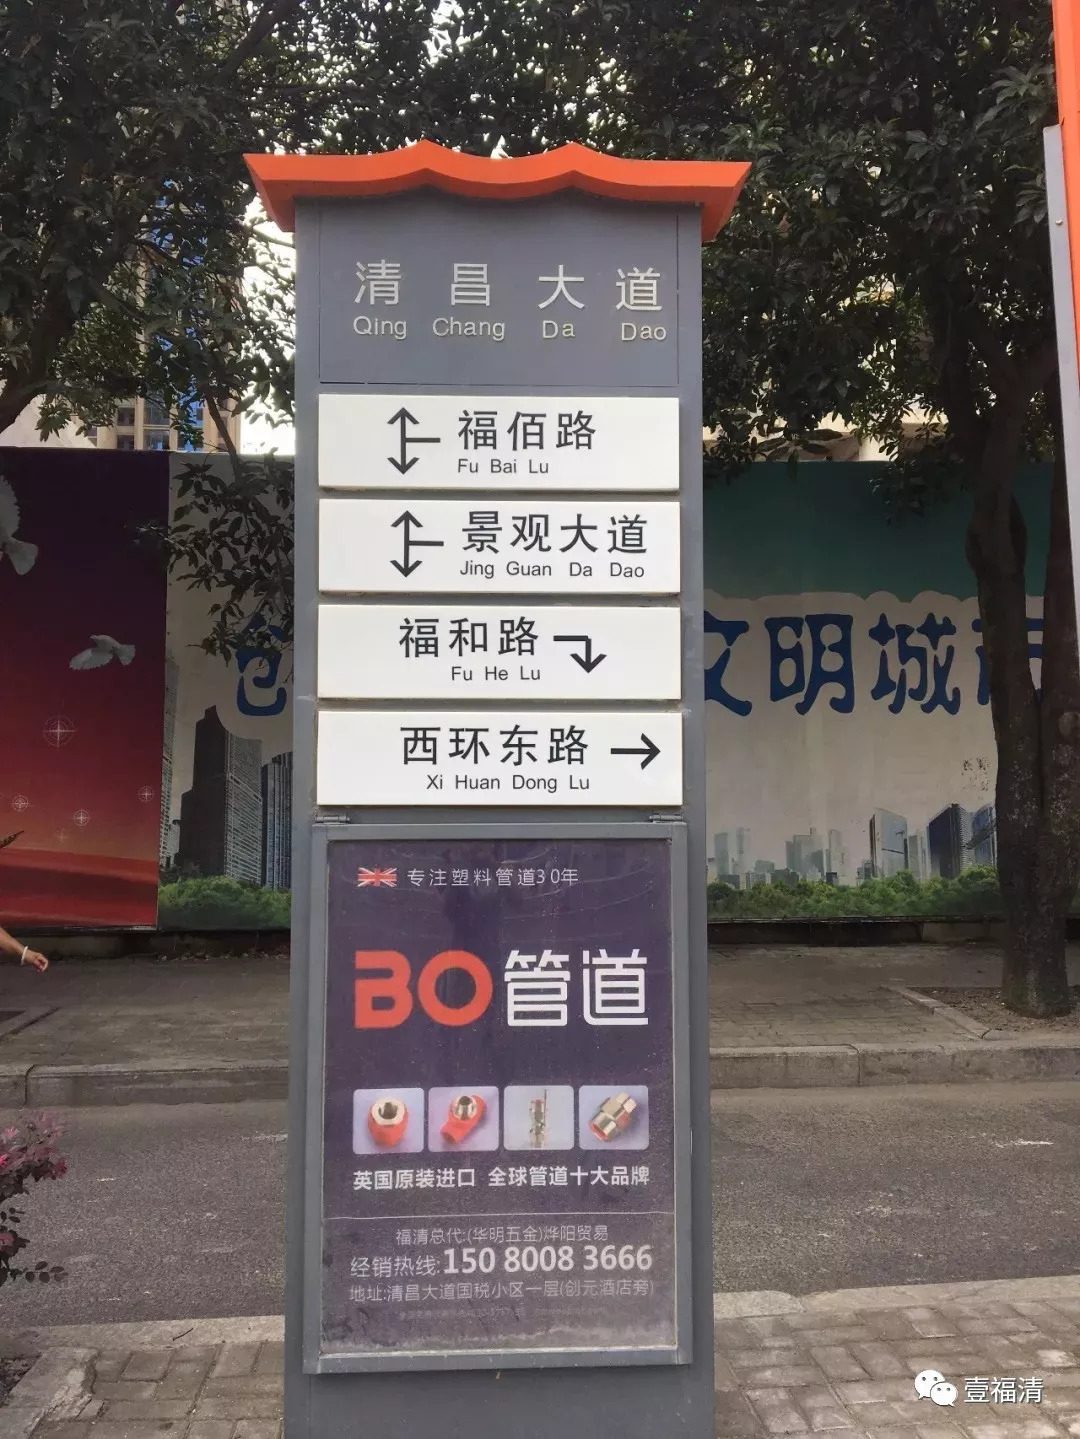 清昌大道
Qing Chang Da Dao
福佰路
Fu Bai Lu
景观大道
Jing Guan Da Dao
福和路
Fu He Lu
西环东路
Xi Huan Dong Lu
文明城
专注塑料管道30年
BO管道
英国原装进口 全球管道十大品牌
福清总代:(华明五金)烨阳贸易
经销热线:150 8008 3666
地址:清昌大道国税小区一层(创元酒店旁)
壹福清